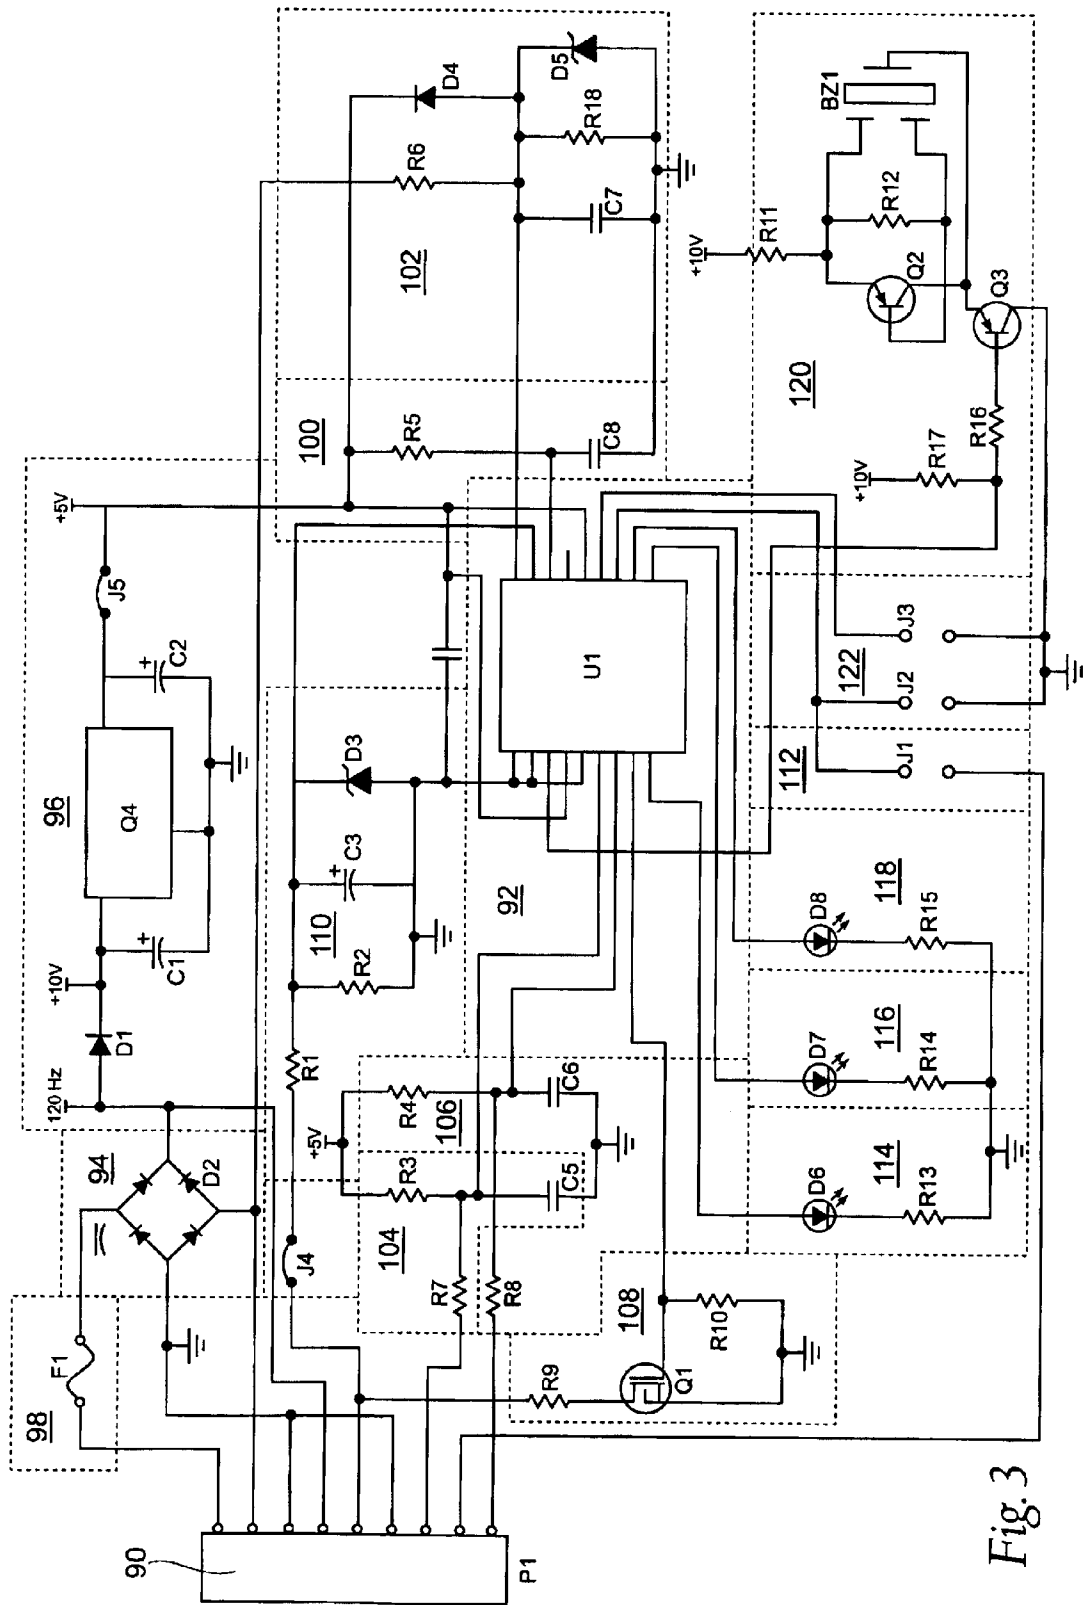 90
P1
98
F1
94
D2
120 Hz
D1
+10V
C1
96
Q4
C2
J5
+5V
J4
R1
R2
110
C3
D3
100
R5
C8
102
R6
D4
C7
R18
D5
104
R3
R7
C5
+5V
106
R4
R8
C6
92
U1
108
R9
Q1
R10
114
D6
R13
116
D7
R14
118
D8
R15
112
J1
122
J2
J3
120
+10V
R17
R16
Q3
Q2
+10V
R11
R12
BZ1
Fig. 3